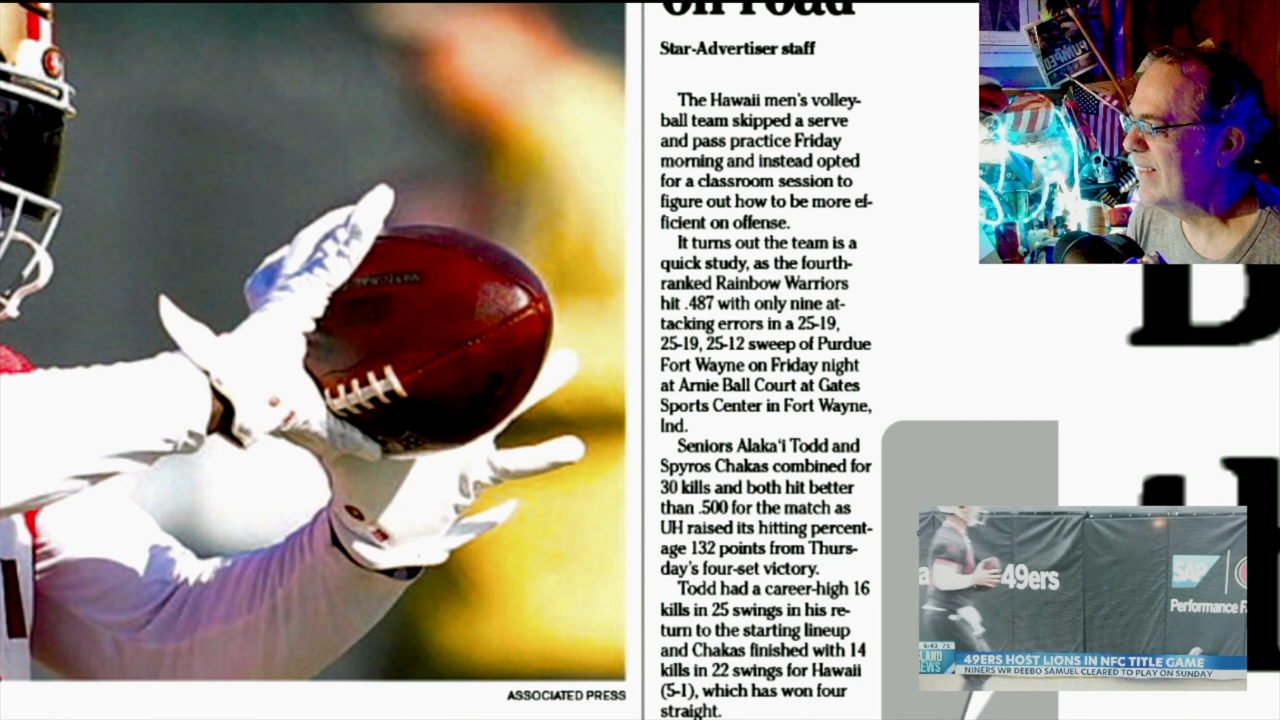 on road
Star-Advertiser staff
The Hawaii men's volley-
ball team skipped a serve
and pass practice Friday
morning and instead opted
for a classroom session to
figure out how to be more ef-
ficient on offense.
It turns out the team is a
quick study, as the fourth-
ranked Rainbow Warriors
hit .487 with only nine at-
tacking errors in a 25-19,
25-19, 25-12 sweep of Purdue
Fort Wayne on Friday night
at Arnie Ball Court at Gates
Sports Center in Fort Wayne,
Ind.
Seniors Alaka‘i Todd and
Spyros Chakas combined for
30 kills and both hit better
than .500 for the match as
UH raised its hitting percent-
age 132 points from Thurs-
day's four-set victory.
Todd had a career-high 16
kills in 25 swings in his re-
turn to the starting lineup
and Chakas finished with 14
kills in 22 swings for Hawaii
(5-1), which has won four
straight.
ASSOCIATED PRESS
49ers
SAP
Performance F
6:43 75
LAND
NEWS
49ERS HOST LIONS IN NFC TITLE GAME
NINERS WR DEEBO SAMUEL CLEARED TO PLAY ON SUNDAY